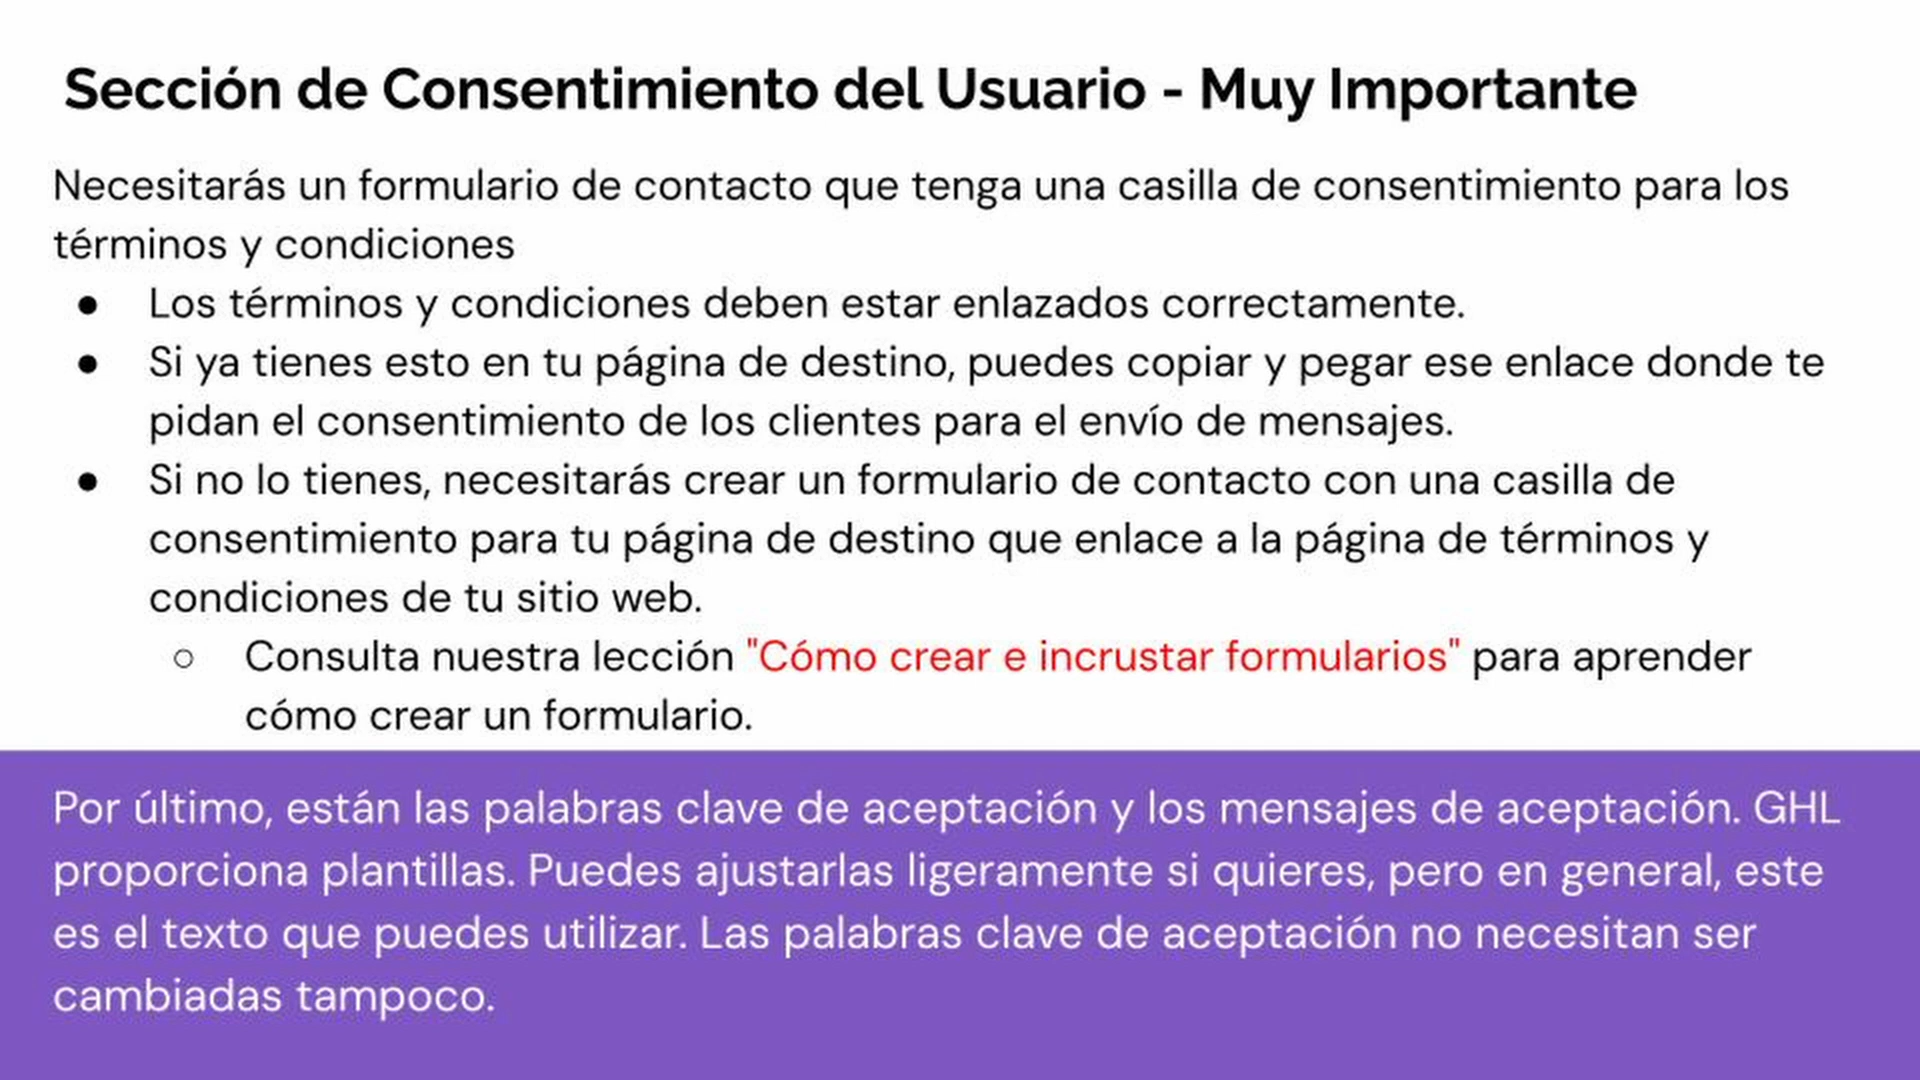 Sección de Consentimiento del Usuario - Muy Importante
Necesitarás un formulario de contacto que tenga una casilla de consentimiento para los
términos y condiciones
● Los términos y condiciones deben estar enlazados correctamente.
● Si ya tienes esto en tu página de destino, puedes copiar y pegar ese enlace donde te
pidan el consentimiento de los clientes para el envío de mensajes.
● Si no lo tienes, necesitarás crear un formulario de contacto con una casilla de
consentimiento para tu página de destino que enlace a la página de términos y
condiciones de tu sitio web.
○ Consulta nuestra lección "Cómo crear e incrustar formularios" para aprender
cómo crear un formulario.
Por último, están las palabras clave de aceptación y los mensajes de aceptación. GHL
proporciona plantillas. Puedes ajustarlas ligeramente si quieres, pero en general, este
es el texto que puedes utilizar. Las palabras clave de aceptación no necesitan ser
cambiadas tampoco.